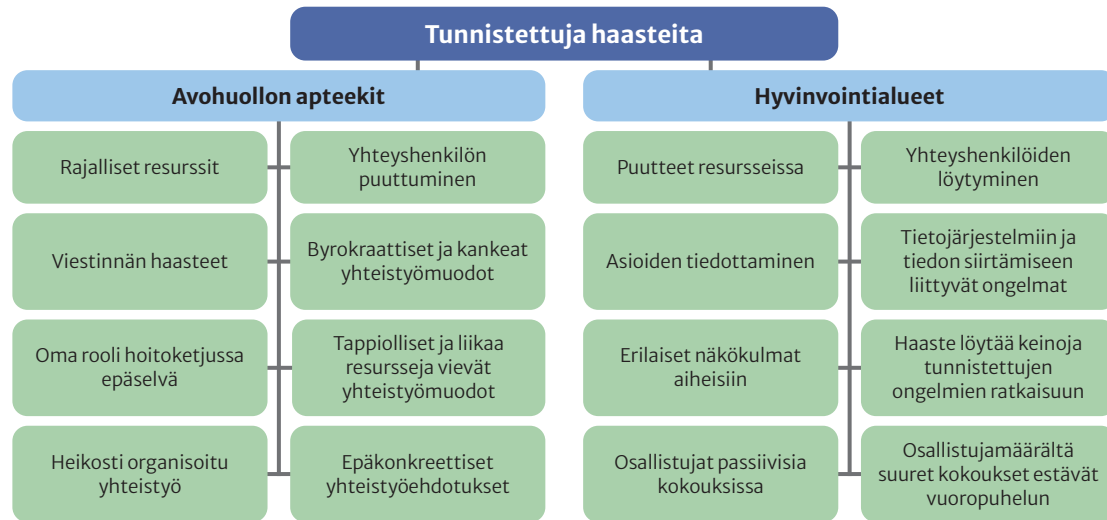 Tunnistettuja haasteita
Avohuollon apteekit
Rajalliset resurssit
Yhteyshenkilön
puuttuminen
Viestinnän haasteet
Byrokraattiset ja kankeat
yhteistyömuodot
Oma rooli hoitoketjussa
epäselvä
Tappiolliset ja liikaa
resursseja vievät
yhteistyömuodot
Heikosti organisoitu
yhteistyö
Epäkonkreettiset
yhteistyöehdotukset
Hyvinvointialueet
Puutteet resursseissa
Yhteyshenkilöiden
löytyminen
Asioiden tiedottaminen
Tietojärjestelmiin ja
tiedon siirtämiseen
liittyvät ongelmat
Erilaiset näkökulmat
aiheisiin
Haaste löytää keinoja
tunnistettujen
ongelmien ratkaisuun
Osallistujat passiivisia
kokouksissa
Osallistujamäärältä
suuret kokoukset estävät
vuoropuhelun